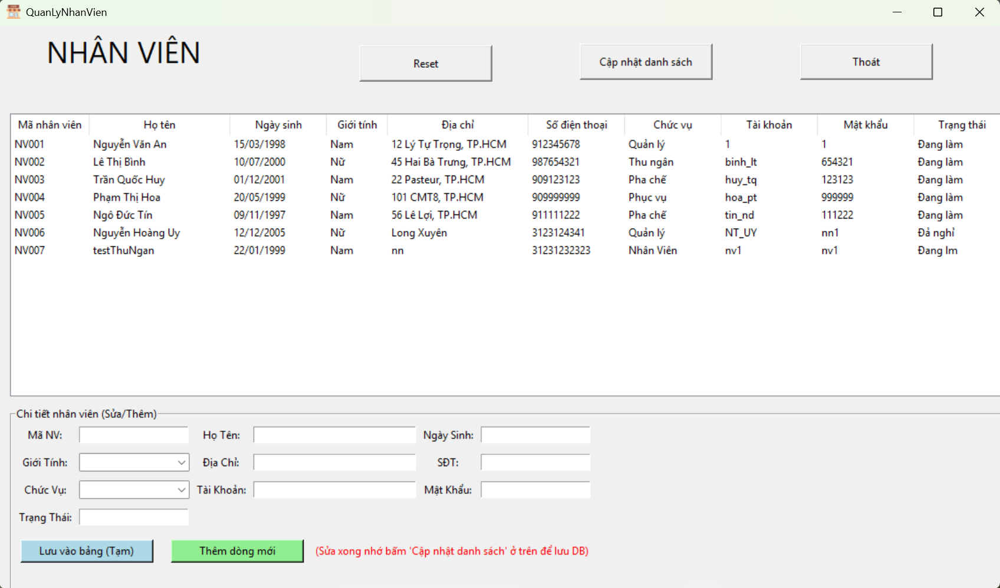 QuanLyNhanVien
NHÂN VIÊN
Reset
Cập nhật danh sách
Thoát
Mã nhân viên Họ tên Ngày sinh Giới tính Địa chỉ Số điện thoại Chức vụ Tài khoản Mật khẩu Trạng thái
NV001 Nguyễn Văn An 15/03/1998 Nam 12 Lý Tự Trọng, TP.HCM 912345678 Quản lý 1 1 Đang làm
NV002 Lê Thị Bình 10/07/2000 Nữ 45 Hai Bà Trưng, TP.HCM 987654321 Thu ngân binh_lt 654321 Đang làm
NV003 Trần Quốc Huy 01/12/2001 Nam 22 Pasteur, TP.HCM 909123123 Pha chế huy_tq 123123 Đang làm
NV004 Phạm Thị Hoa 20/05/1999 Nữ 101 CMT8, TP.HCM 909999999 Phục vụ hoa_pt 999999 Đang làm
NV005 Ngô Đức Tín 09/11/1997 Nam 56 Lê Lợi, TP.HCM 911111222 Pha chế tin_nd 111222 Đang làm
NV006 Nguyễn Hoàng Uy 12/12/2005 Nữ Long Xuyên 3123124341 Quản lý NT_UY nn1 Đả nghỉ
NV007 testThuNgan 22/01/1999 Nam nn 31231232323 Nhân Viên nv1 nv1 Đang lm
Chi tiết nhân viên (Sửa/Thêm)
Mã NV: Họ Tên: Ngày Sinh:
Giới Tính: Địa Chỉ: SĐT:
Chức Vụ: Tài Khoản: Mật Khẩu:
Trạng Thái:
Lưu vào bảng (Tạm) Thêm dòng mới (Sửa xong nhớ bấm 'Cập nhật danh sách' ở trên để lưu DB)